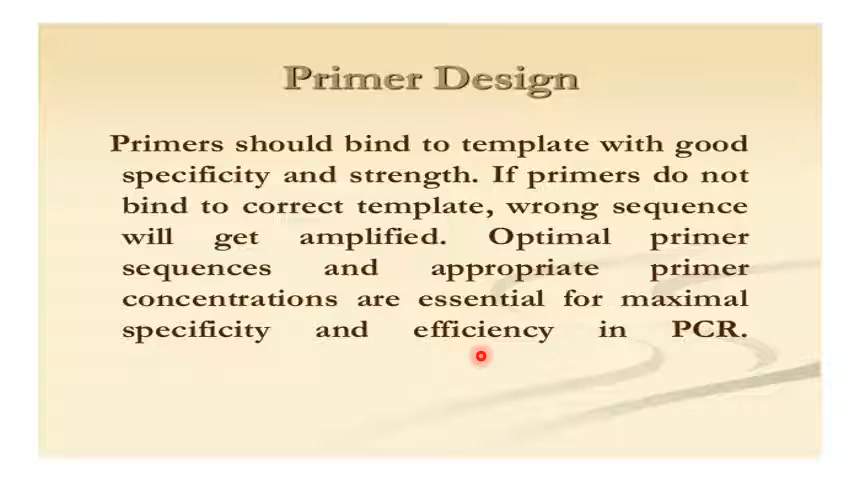 Primer Design
Primers should bind to template with good
specificity and strength. If primers do not
bind to correct template, wrong sequence
will get amplified. Optimal primer
sequences and appropriate primer
concentrations are essential for maximal
specificity and efficiency in PCR.